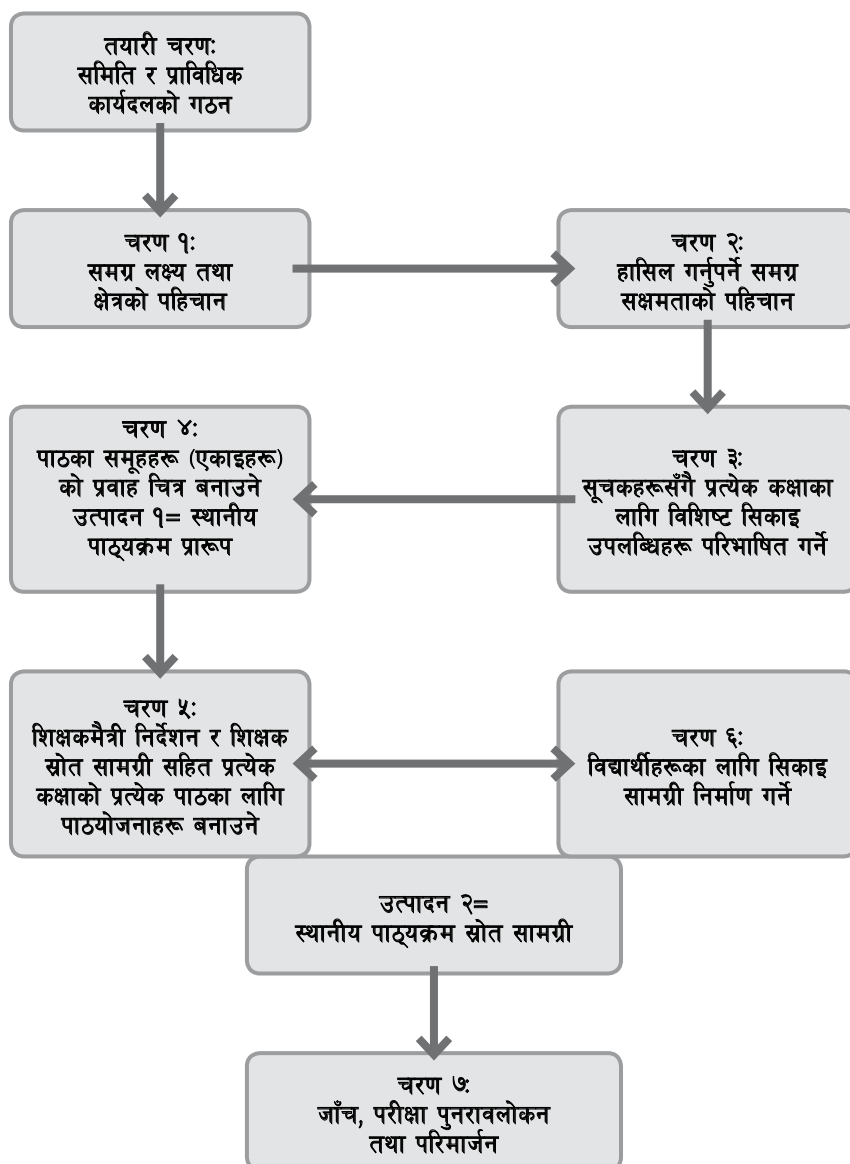 तयारी चरण:
समिति र प्राविधिक
कार्यदलको गठन
चरण १:
समग्र लक्ष्य तथा
क्षेत्रको पहिचान
चरण २:
हासिल गर्नुपर्ने समग्र
सक्षमताको पहिचान
चरण ३:
सूचकहरूसँगै प्रत्येक कक्षाका
लागि विशिष्ट सिकाइ
उपलब्धिहरू परिभाषित गर्ने
चरण ४:
पाठका समूहहरू (एकाइहरू)
को प्रवाह चित्र बनाउने
उत्पादन १= स्थानीय
पाठ्यक्रम प्रारूप
चरण ५:
शिक्षकमैत्री निर्देशन र शिक्षक
स्रोत सामग्री सहित प्रत्येक
कक्षाको प्रत्येक पाठका लागि
पाठयोजनाहरू बनाउने
चरण ६:
विद्यार्थीहरूका लागि सिकाइ
सामग्री निर्माण गर्ने
उत्पादन २=
स्थानीय पाठ्यक्रम स्रोत सामग्री
चरण ७:
जाँच, परीक्षा पुनरावलोकन
तथा परिमार्जन